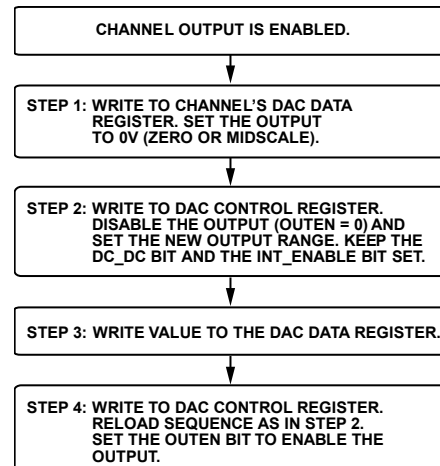 CHANNEL OUTPUT IS ENABLED.
STEP 1: WRITE TO CHANNEL'S DAC DATA
REGISTER. SET THE OUTPUT
TO 0V (ZERO OR MIDSCALE).
STEP 2: WRITE TO DAC CONTROL REGISTER.
DISABLE THE OUTPUT (OUTEN = 0) AND
SET THE NEW OUTPUT RANGE. KEEP THE
DC_DC BIT AND THE INT_ENABLE BIT SET.
STEP 3: WRITE VALUE TO THE DAC DATA REGISTER.
STEP 4: WRITE TO DAC CONTROL REGISTER.
RELOAD SEQUENCE AS IN STEP 2.
SET THE OUTEN BIT TO ENABLE THE
OUTPUT.